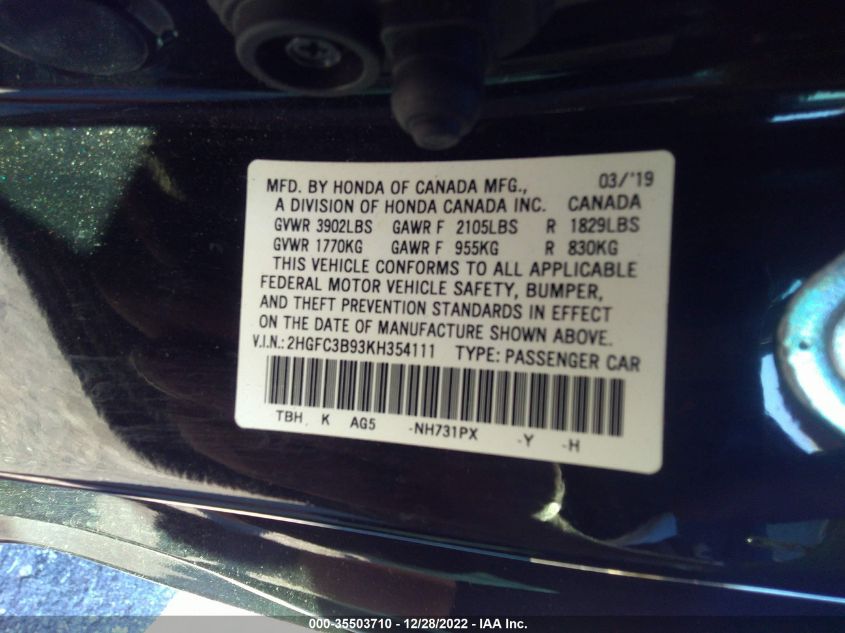 03/'19
MFD. BY HONDA OF CANADA MFG.,
A DIVISION OF HONDA CANADA INC. CANADA
GVWR 3902LBS GAWR F 2105LBS R 1829LBS
GVWR 1770KG GAWR F 955KG R 830KG
THIS VEHICLE CONFORMS TO ALL APPLICABLE
FEDERAL MOTOR VEHICLE SAFETY, BUMPER,
AND THEFT PREVENTION STANDARDS IN EFFECT
ON THE DATE OF MANUFACTURE SHOWN ABOVE.
V.I.N.: 2HGFC3B93KH354111 TYPE: PASSENGER CAR
TBH K AG5 -NH731PX -Y -H
000-35503710 - 12/28/2022 - IAA Inc.